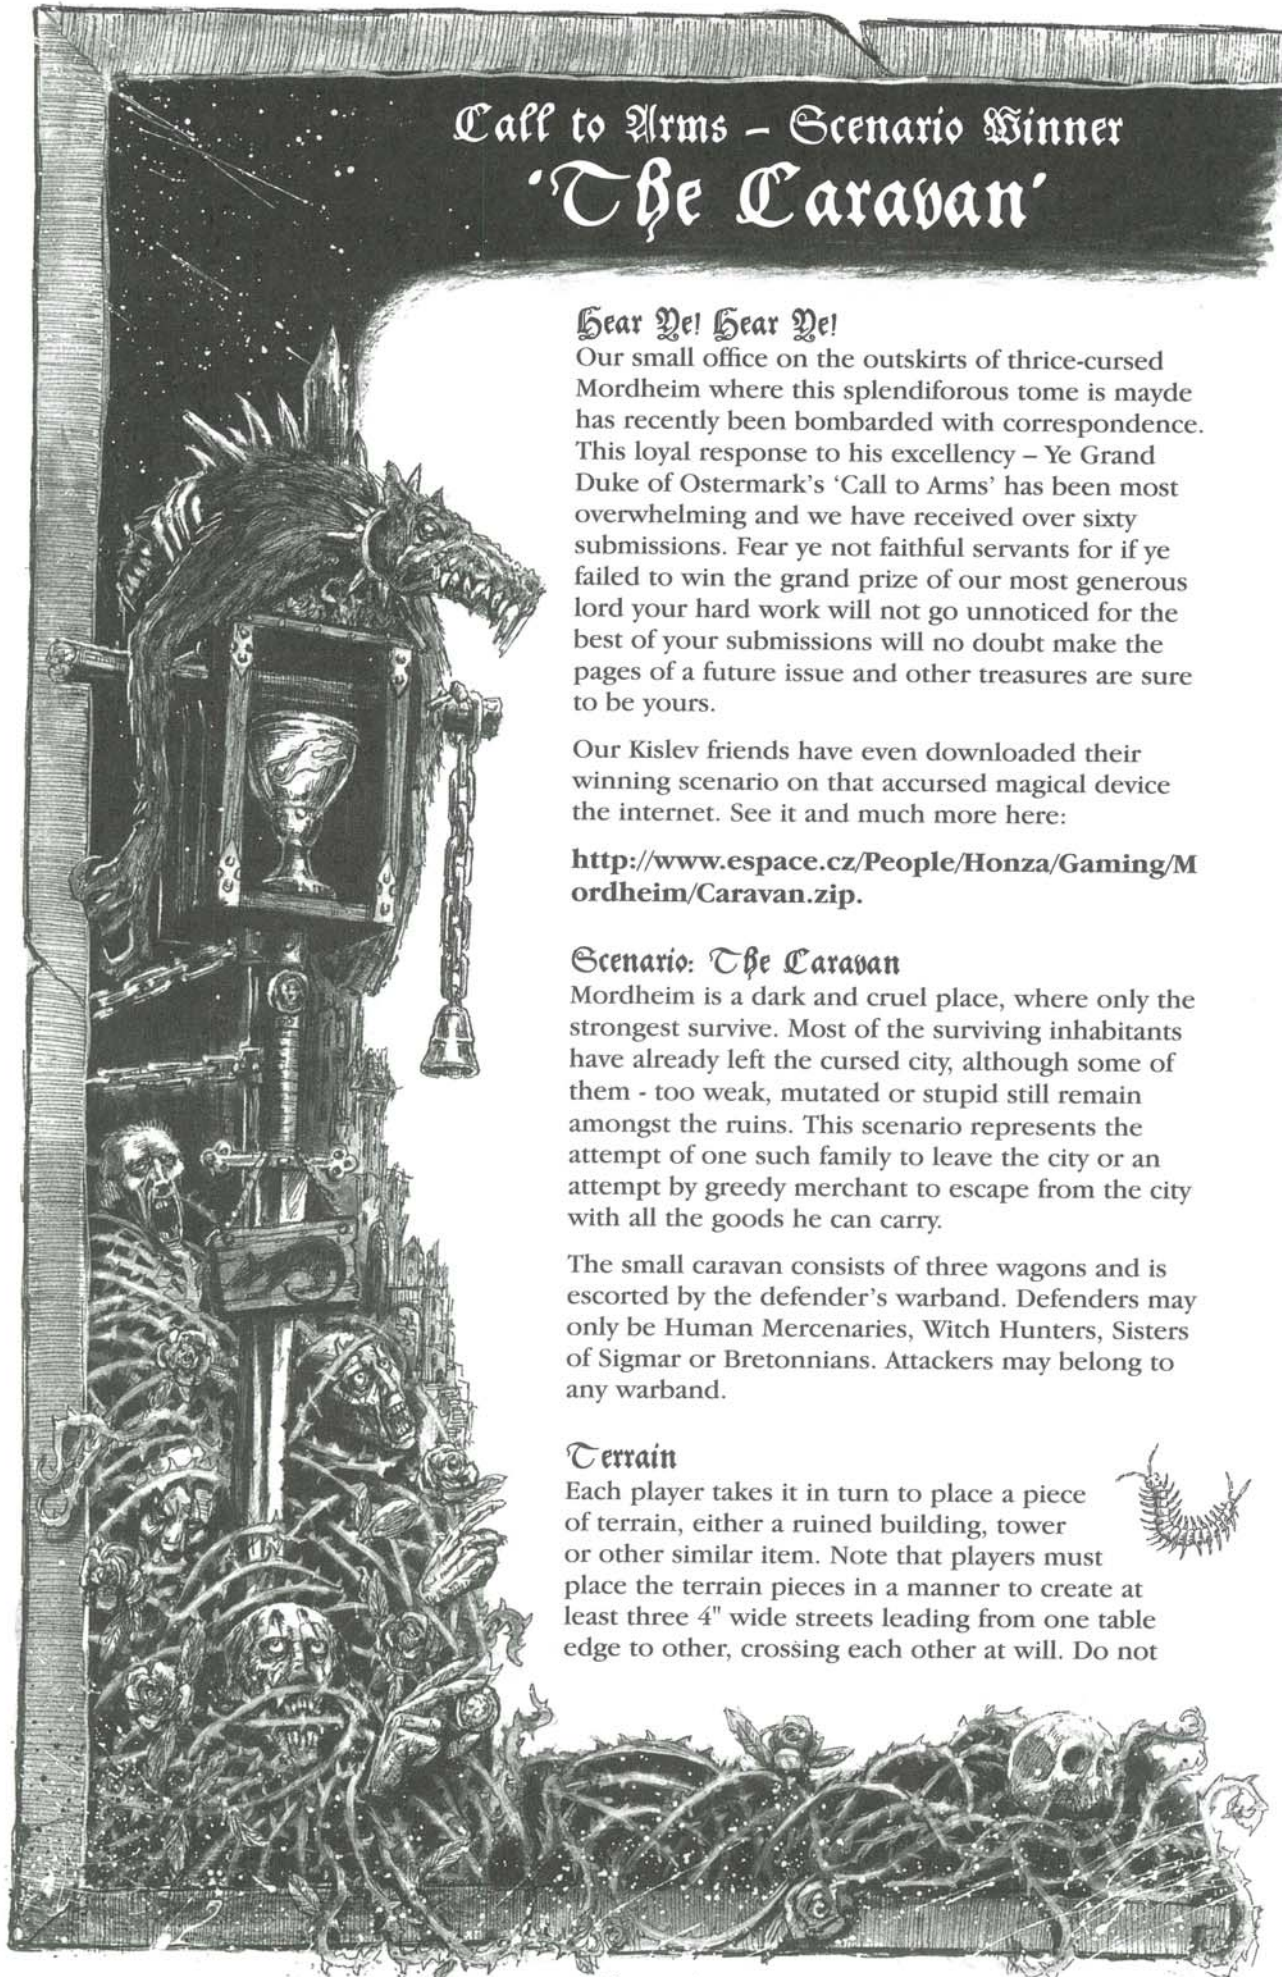 Call to Arms – Scenario Winner
'The Caravan'
Hear Ye! Hear Ye!
Our small office on the outskirts of thrice-cursed
Mordheim where this splendiforous tome is mayde
has recently been bombarded with correspondence.
This loyal response to his excellency – Ye Grand
Duke of Ostermark's 'Call to Arms' has been most
overwhelming and we have received over sixty
submissions. Fear ye not faithful servants for if ye
failed to win the grand prize of our most generous
lord your hard work will not go unnoticed for the
best of your submissions will no doubt make the
pages of a future issue and other treasures are sure
to be yours.
Our Kislev friends have even downloaded their
winning scenario on that accursed magical device
the internet. See it and much more here:
http://www.espace.cz/People/Honza/Gaming/M
ordheim/Caravan.zip.
Scenario: The Caravan
Mordheim is a dark and cruel place, where only the
strongest survive. Most of the surviving inhabitants
have already left the cursed city, although some of
them - too weak, mutated or stupid still remain
amongst the ruins. This scenario represents the
attempt of one such family to leave the city or an
attempt by greedy merchant to escape from the city
with all the goods he can carry.
The small caravan consists of three wagons and is
escorted by the defender's warband. Defenders may
only be Human Mercenaries, Witch Hunters, Sisters
of Sigmar or Bretonnians. Attackers may belong to
any warband.
Terrain
Each player takes it in turn to place a piece
of terrain, either a ruined building, tower
or other similar item. Note that players must
place the terrain pieces in a manner to create at
least three 4" wide streets leading from one table
edge to other, crossing each other at will. Do not